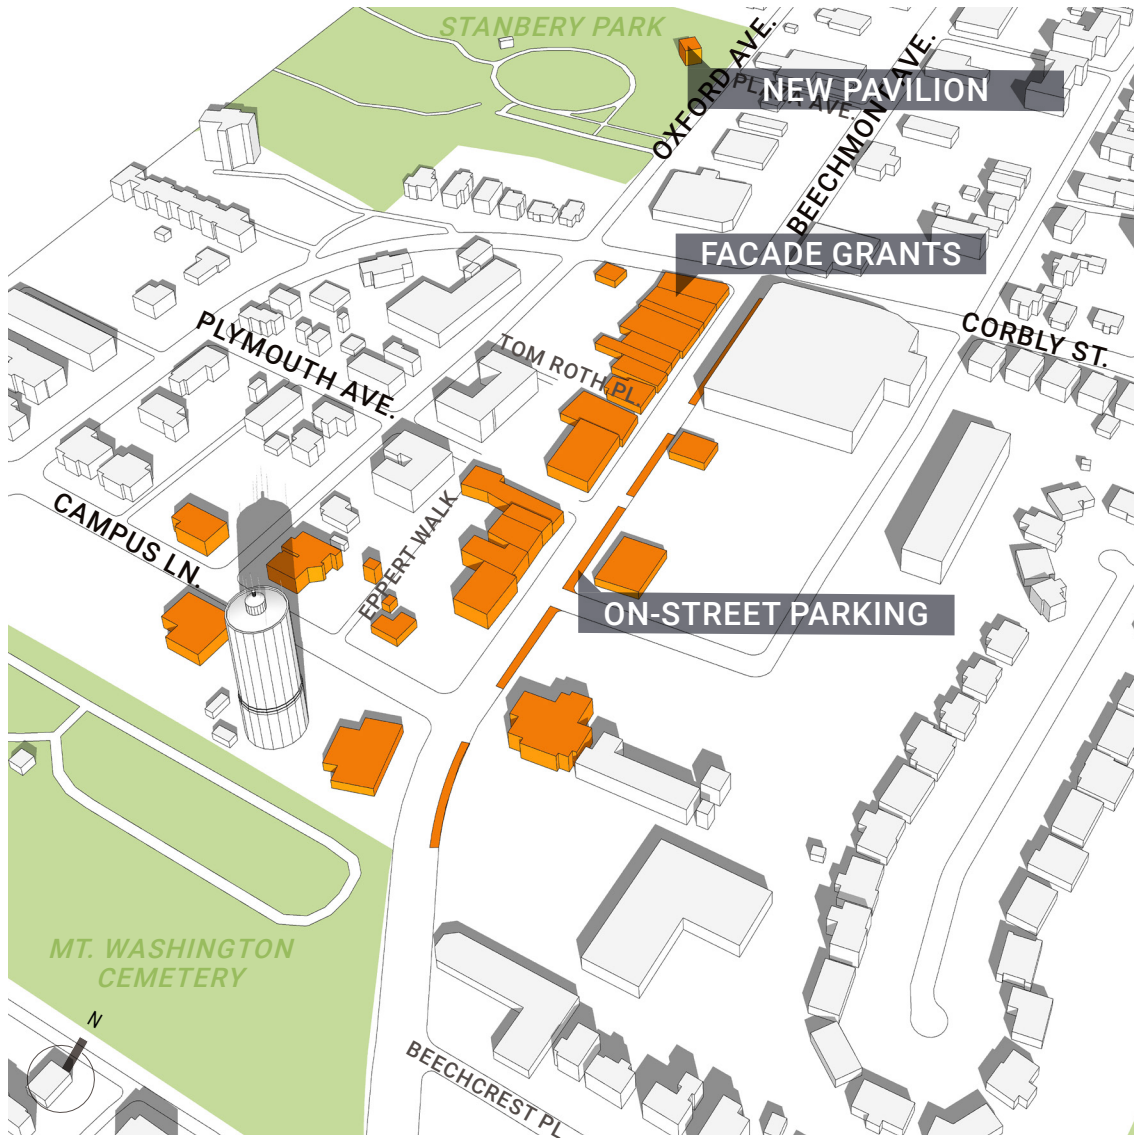 STANBERY PARK
OXFORD AVE.
NEW PAVILION
BEECHMONT AVE.
FACADE GRANTS
CORBLY ST.
PLYMOUTH AVE.
TOM ROTH PL.
EPPERT WALK
CAMPUS LN.
ON-STREET PARKING
MT. WASHINGTON
CEMETERY
N
BEECHCREST PL.
AVE.